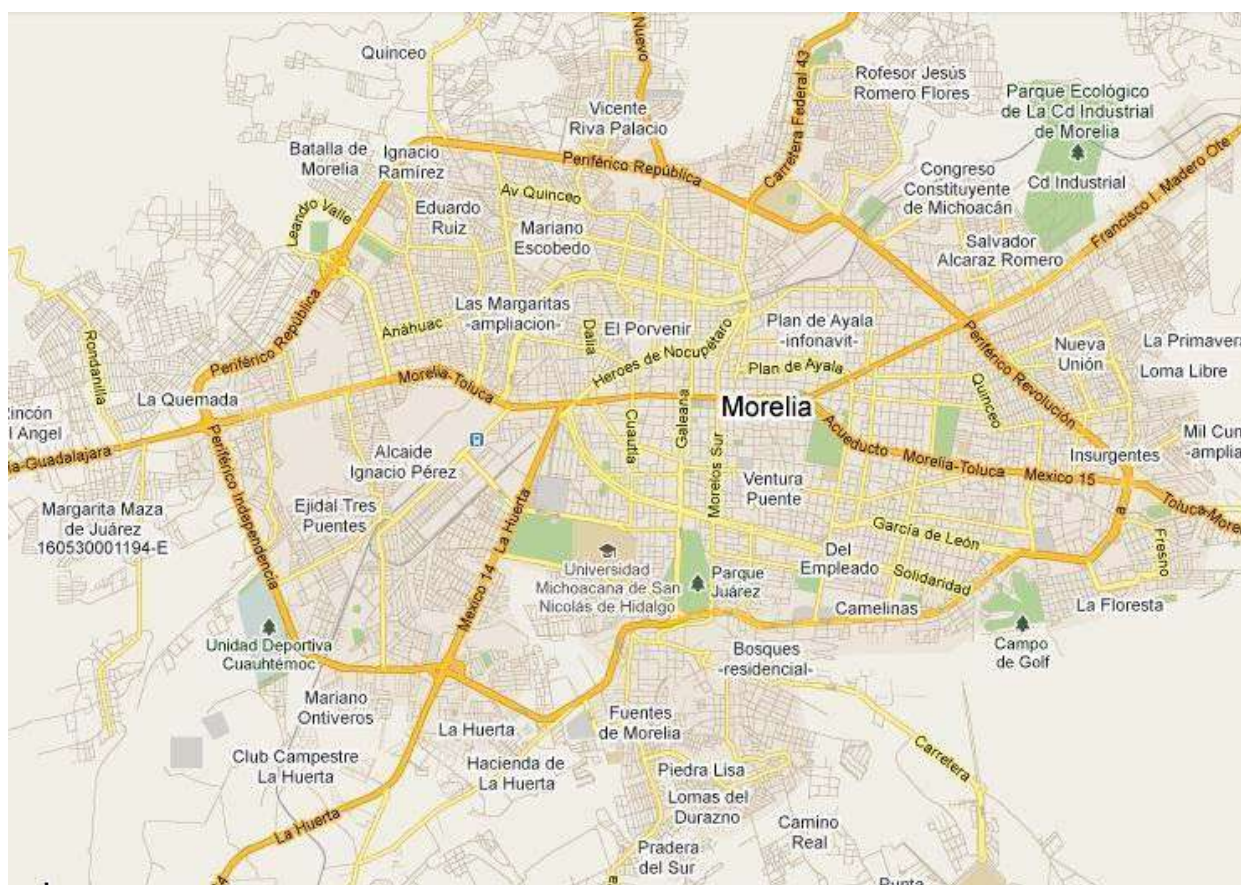 Quinceo
Nuevo
Carretera Federal 43
Rofesor Jesús
Romero Flores
Parque Ecológico
de La Cd Industrial
de Morelia
Vicente
Riva Palacio
Batalla de
Morelia
Ignacio
Ramírez
Periférico República
Congreso
Constituyente
de Michoacán
Cd Industrial
Francisco I. Madero Ote
Av Quinceo
Leandro Valle
Eduardo
Ruiz
Mariano
Escobedo
Salvador
Alcaraz Romero
Periférico República
Las Margaritas
-ampliacion-
Anáhuac
Dalia
El Porvenir
Heroes de Nocupétaro
Plan de Ayala
-infonavit-
Periférico Revolución
Nueva
Unión
La Primavera
Loma Libre
Rondanilla
Plan de Ayala
Morelia-Toluca
Quinceo
La Quemada
Morelia
Rincón
l Angel
Cuautla
Galeana
Morelos Sur
Acueducto
Morelia-Toluca
Mexico 15
Insurgentes
Mil Cum
-amplia
ia-Guadalajara
Alcaide
Ignacio Pérez
Periférico Independencia
Ventura
Puente
Toluca-More
Margarita Maza
de Juárez
160530001194-E
Ejidal Tres
Puentes
Mexico 14
La Huerta
García de León
Fresno
a
Universidad
Michoacana de San
Nicolás de Hidalgo
Parque
Juárez
Del
Empleado
Solidaridad
Camelinas
La Floresta
Unidad Deportiva
Cuauhtémoc
Bosques
-residencial-
Campo
de Golf
Mariano
Ontiveros
La Huerta
Fuentes
de Morelia
Carretera
Club Campestre
La Huerta
Hacienda de
La Huerta
Piedra Lisa
Lomas del
Durazno
La Huerta
Camino
Real
Pradera
del Sur
Punta